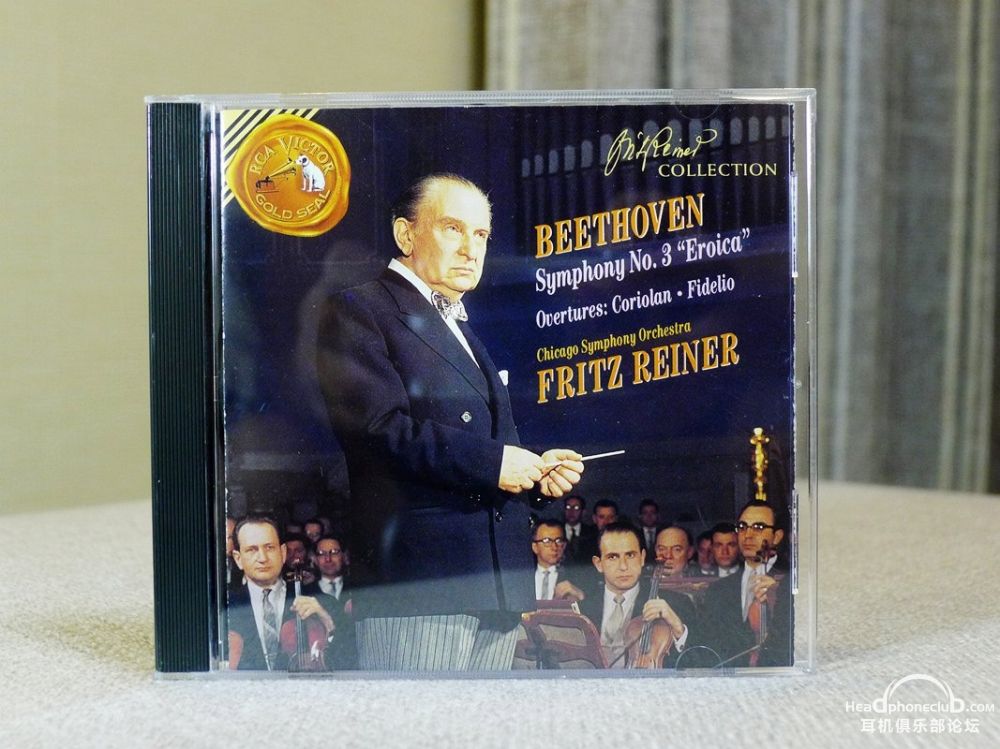 RCA VICTOR
GOLD SEAL
Fritz Reiner
COLLECTION
BEETHOVEN
Symphony No. 3 “Eroica”
Overtures: Coriolan • Fidelio
Chicago Symphony Orchestra
FRITZ REINER
HeadphonecluD.com
耳机俱乐部论坛